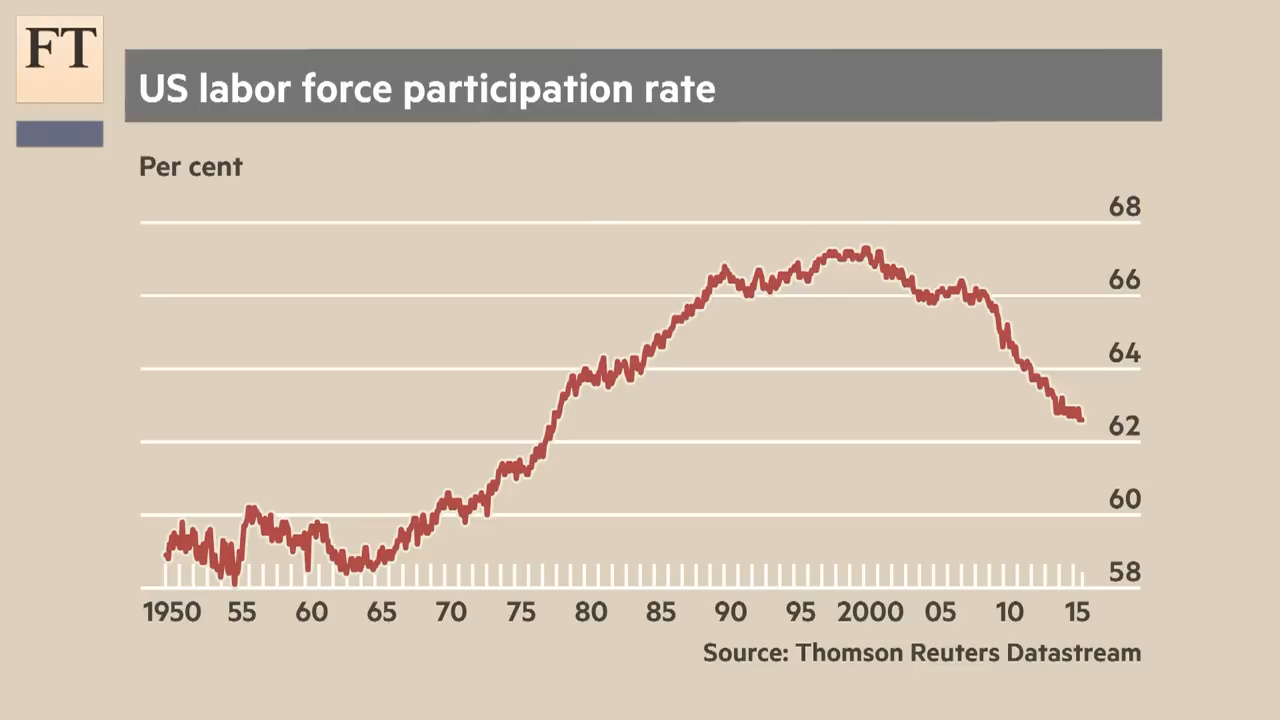 FT
US labor force participation rate
Per cent
68
66
64
62
60
58
1950 55 60 65 70 75 80 85 90 95 2000 05 10 15
Source: Thomson Reuters Datastream